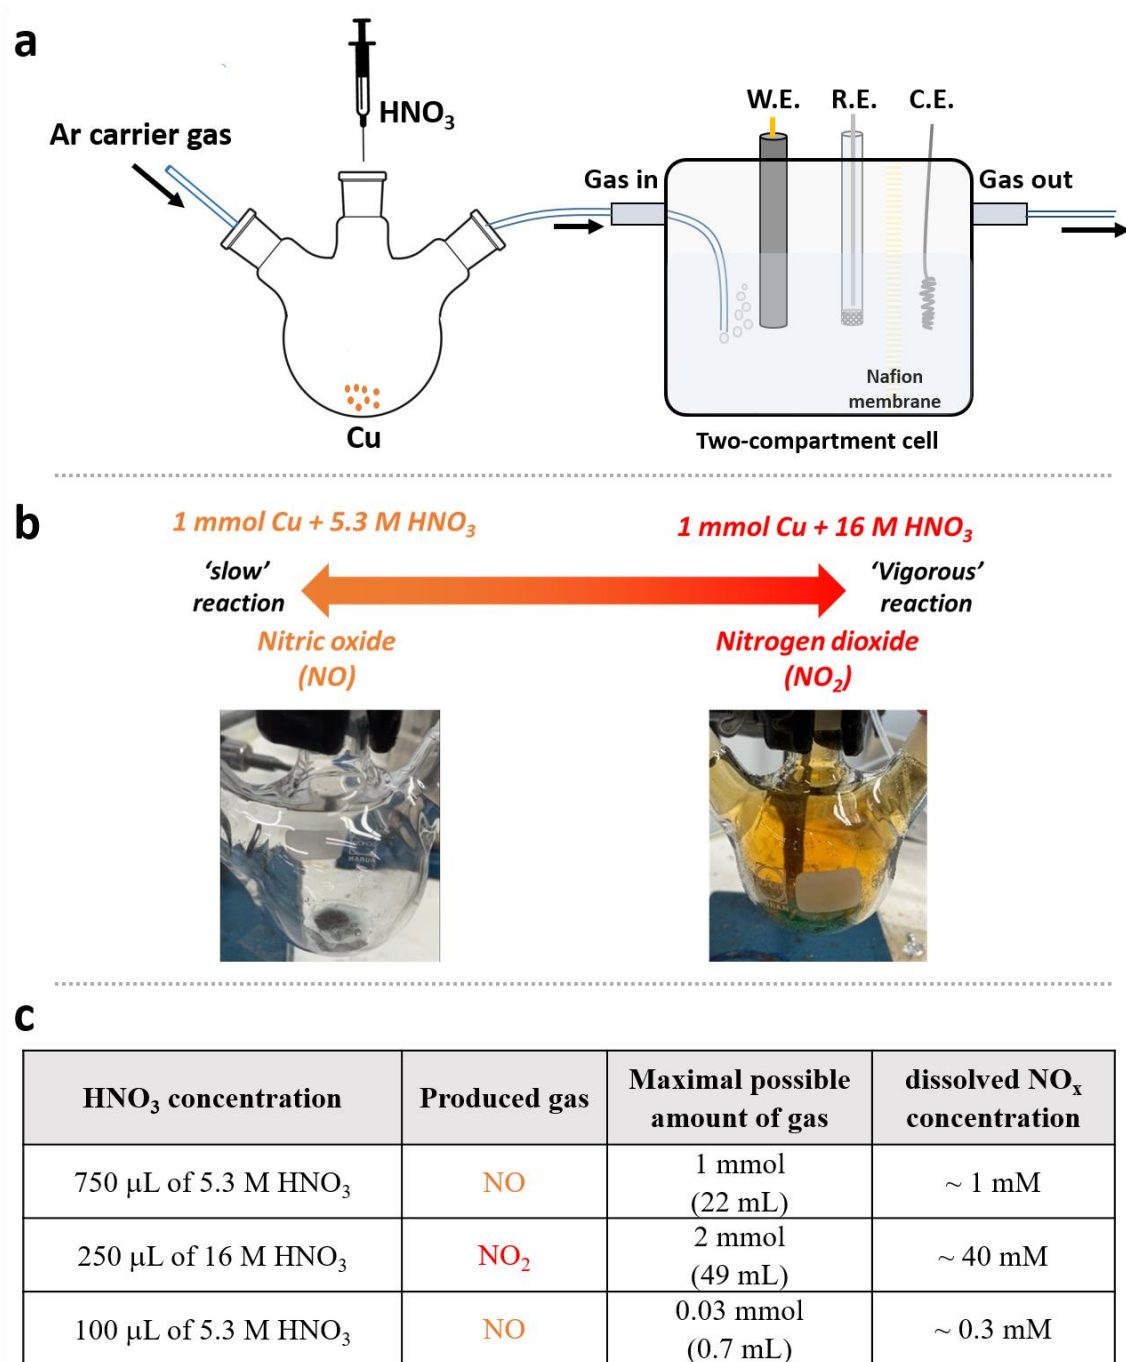 a
HNO₃
Ar carrier gas
W.E. R.E. C.E.
Gas in
Gas out
Cu
Nafion
membrane
Two-compartment cell
b
1 mmol Cu + 5.3 M HNO₃
1 mmol Cu + 16 M HNO₃
‘slow’
reaction
‘Vigorous’
reaction
Nitric oxide
(NO)
Nitrogen dioxide
(NO₂)
c
HNO₃ concentration
Produced gas
Maximal possible
amount of gas
dissolved NOₓ
concentration
750 µL of 5.3 M HNO₃
NO
1 mmol
(22 mL)
~ 1 mM
250 µL of 16 M HNO₃
NO₂
2 mmol
(49 mL)
~ 40 mM
100 µL of 5.3 M HNO₃
NO
0.03 mmol
(0.7 mL)
~ 0.3 mM